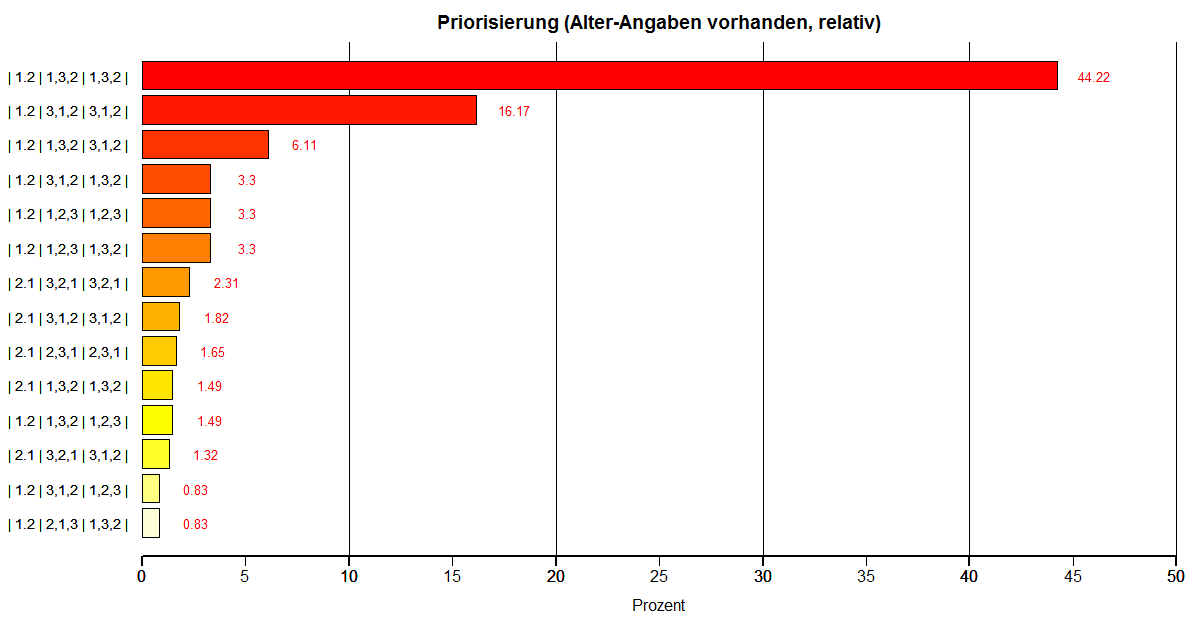 Priorisierung (Alter-Angaben vorhanden, relativ)
| 1.2 | 1,3,2 | 1,3,2 | 44.22
| 1.2 | 3,1,2 | 3,1,2 | 16.17
| 1.2 | 1,3,2 | 3,1,2 | 6.11
| 1.2 | 3,1,2 | 1,3,2 | 3.3
| 1.2 | 1,2,3 | 1,2,3 | 3.3
| 1.2 | 1,2,3 | 1,3,2 | 3.3
| 2.1 | 3,2,1 | 3,2,1 | 2.31
| 2.1 | 3,1,2 | 3,1,2 | 1.82
| 2.1 | 2,3,1 | 2,3,1 | 1.65
| 2.1 | 1,3,2 | 1,3,2 | 1.49
| 1.2 | 1,3,2 | 1,2,3 | 1.49
| 2.1 | 3,2,1 | 3,1,2 | 1.32
| 1.2 | 3,1,2 | 1,2,3 | 0.83
| 1.2 | 2,1,3 | 1,3,2 | 0.83
0 5 10 15 20 25 30 35 40 45 50
Prozent